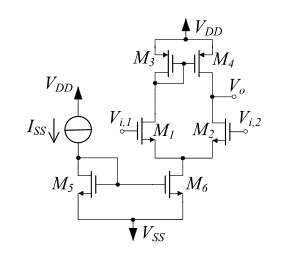 V_DD
M_3 M_4
V_DD
V_o
V_i,1 V_i,2
I_SS
M_1 M_2
M_5 M_6
V_SS